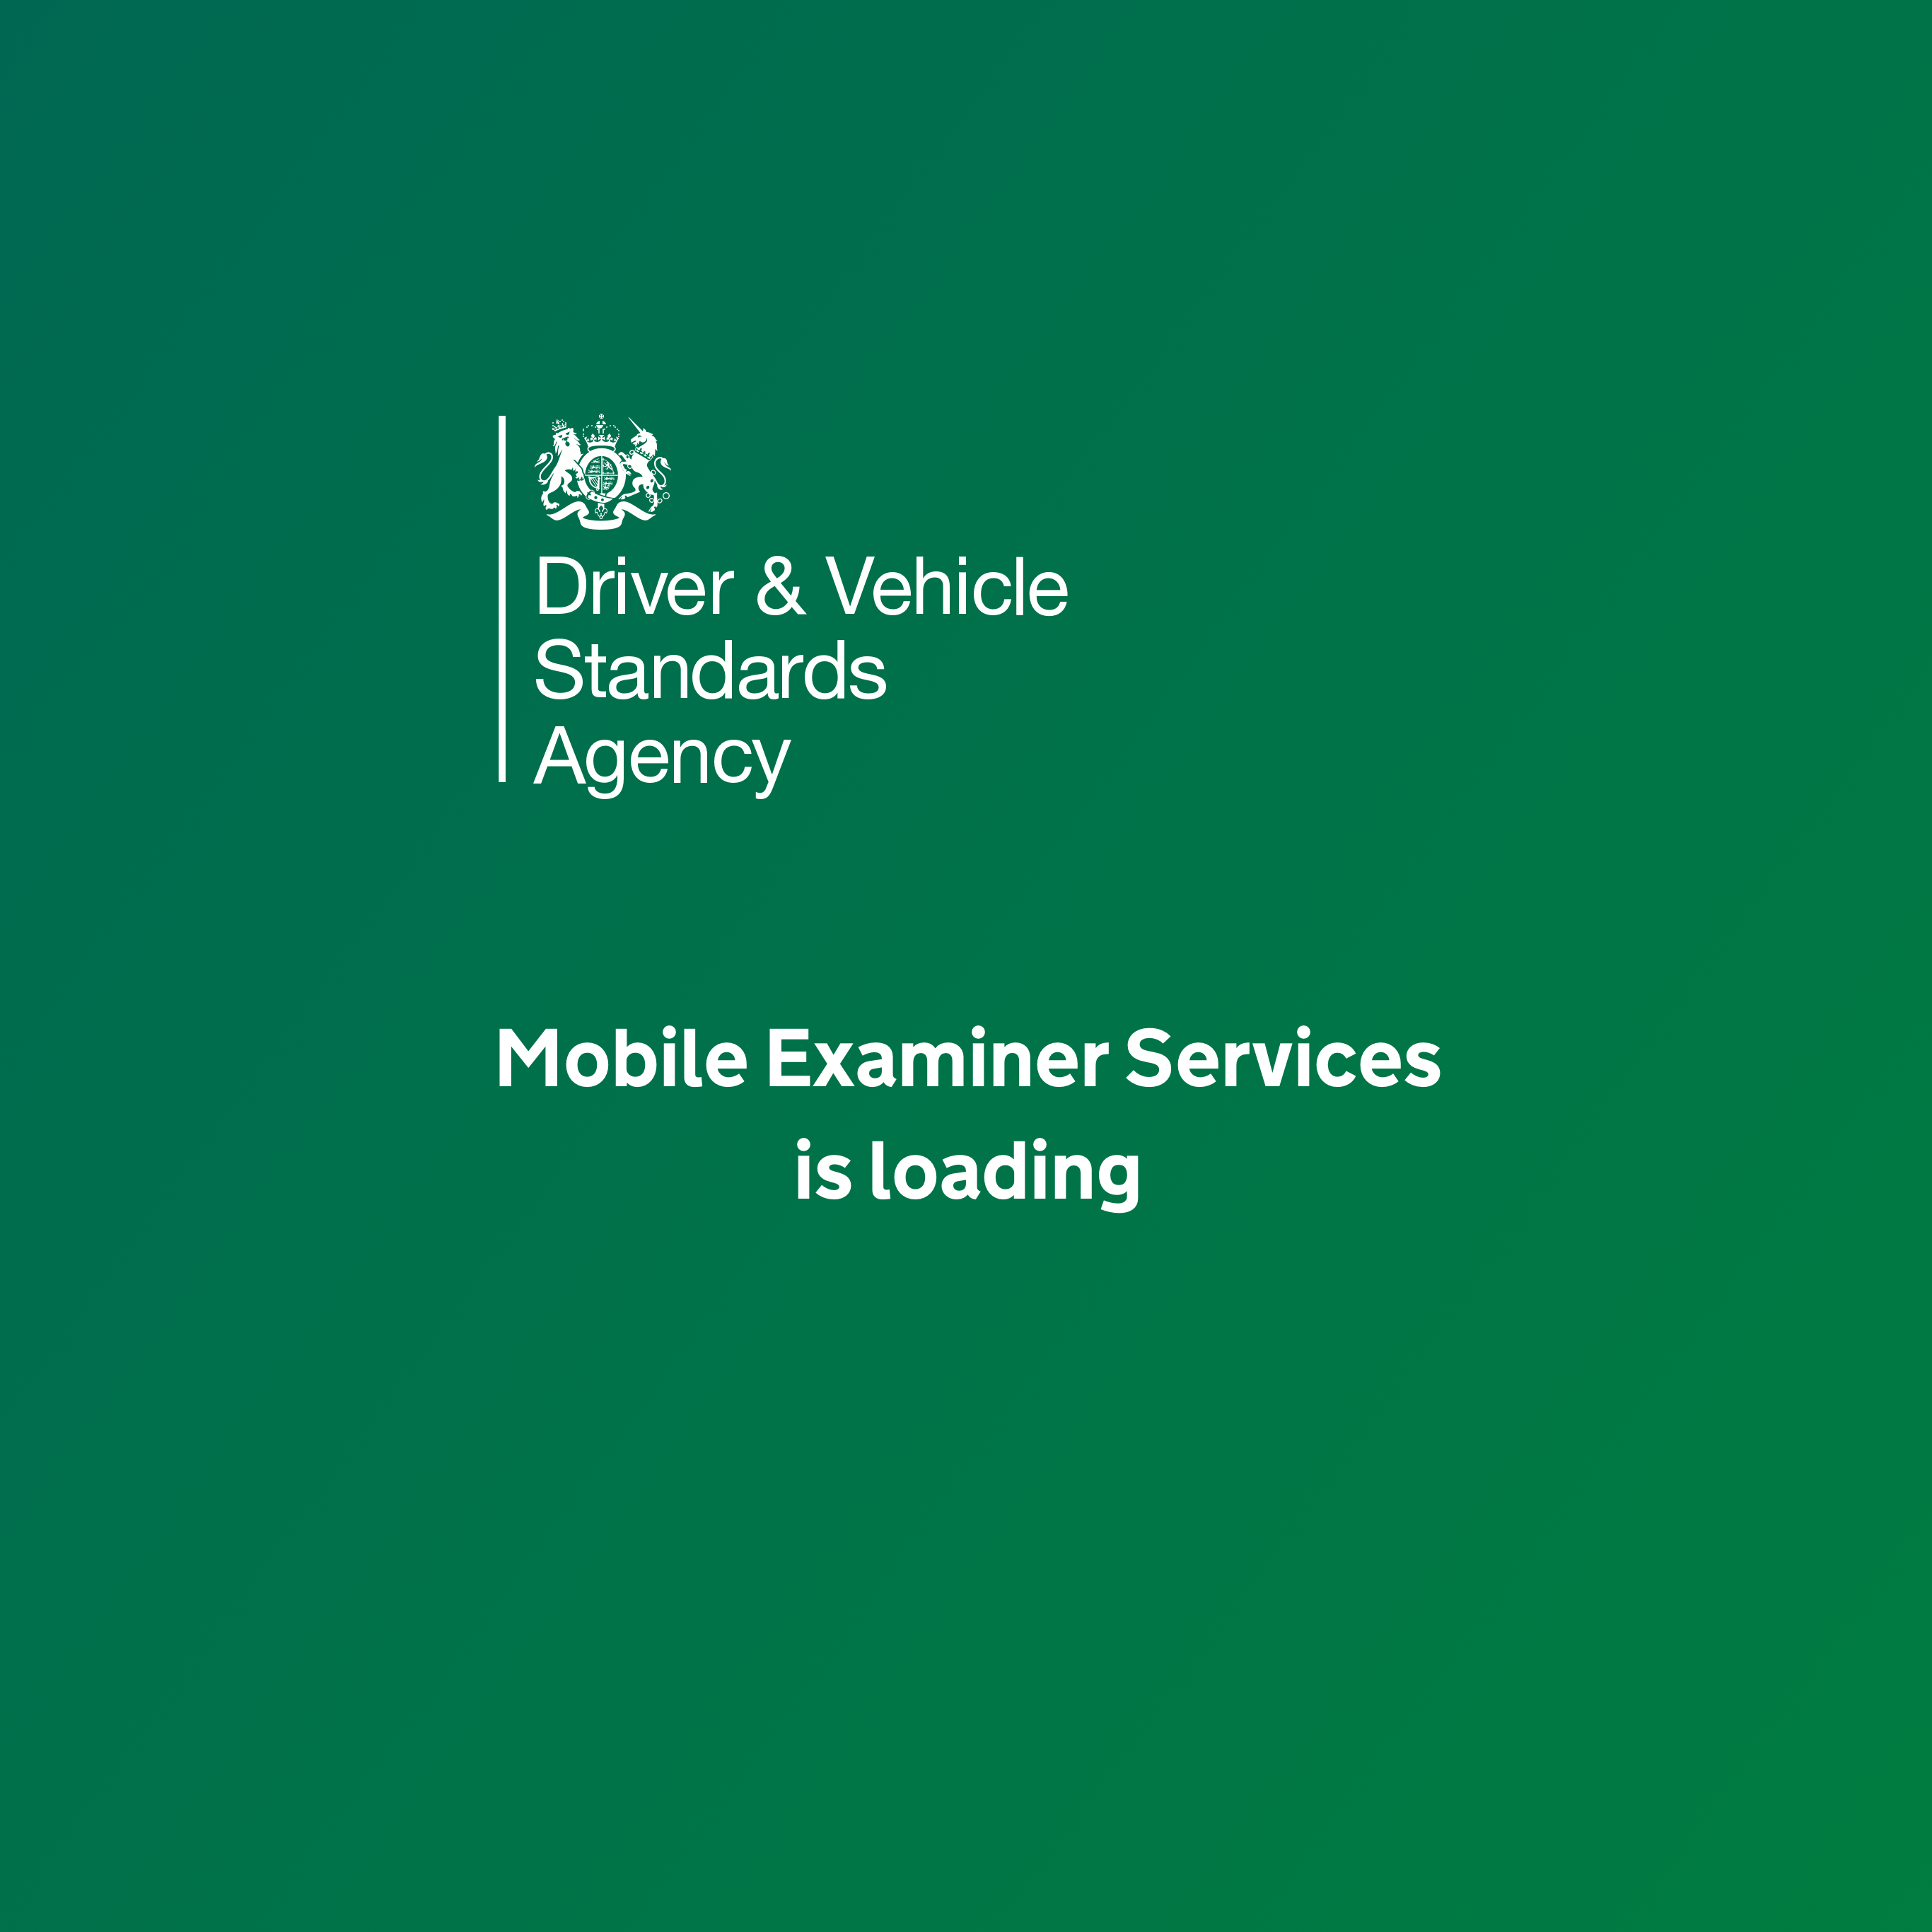 Driver & Vehicle
Standards
Agency
Mobile Examiner Services
is loading